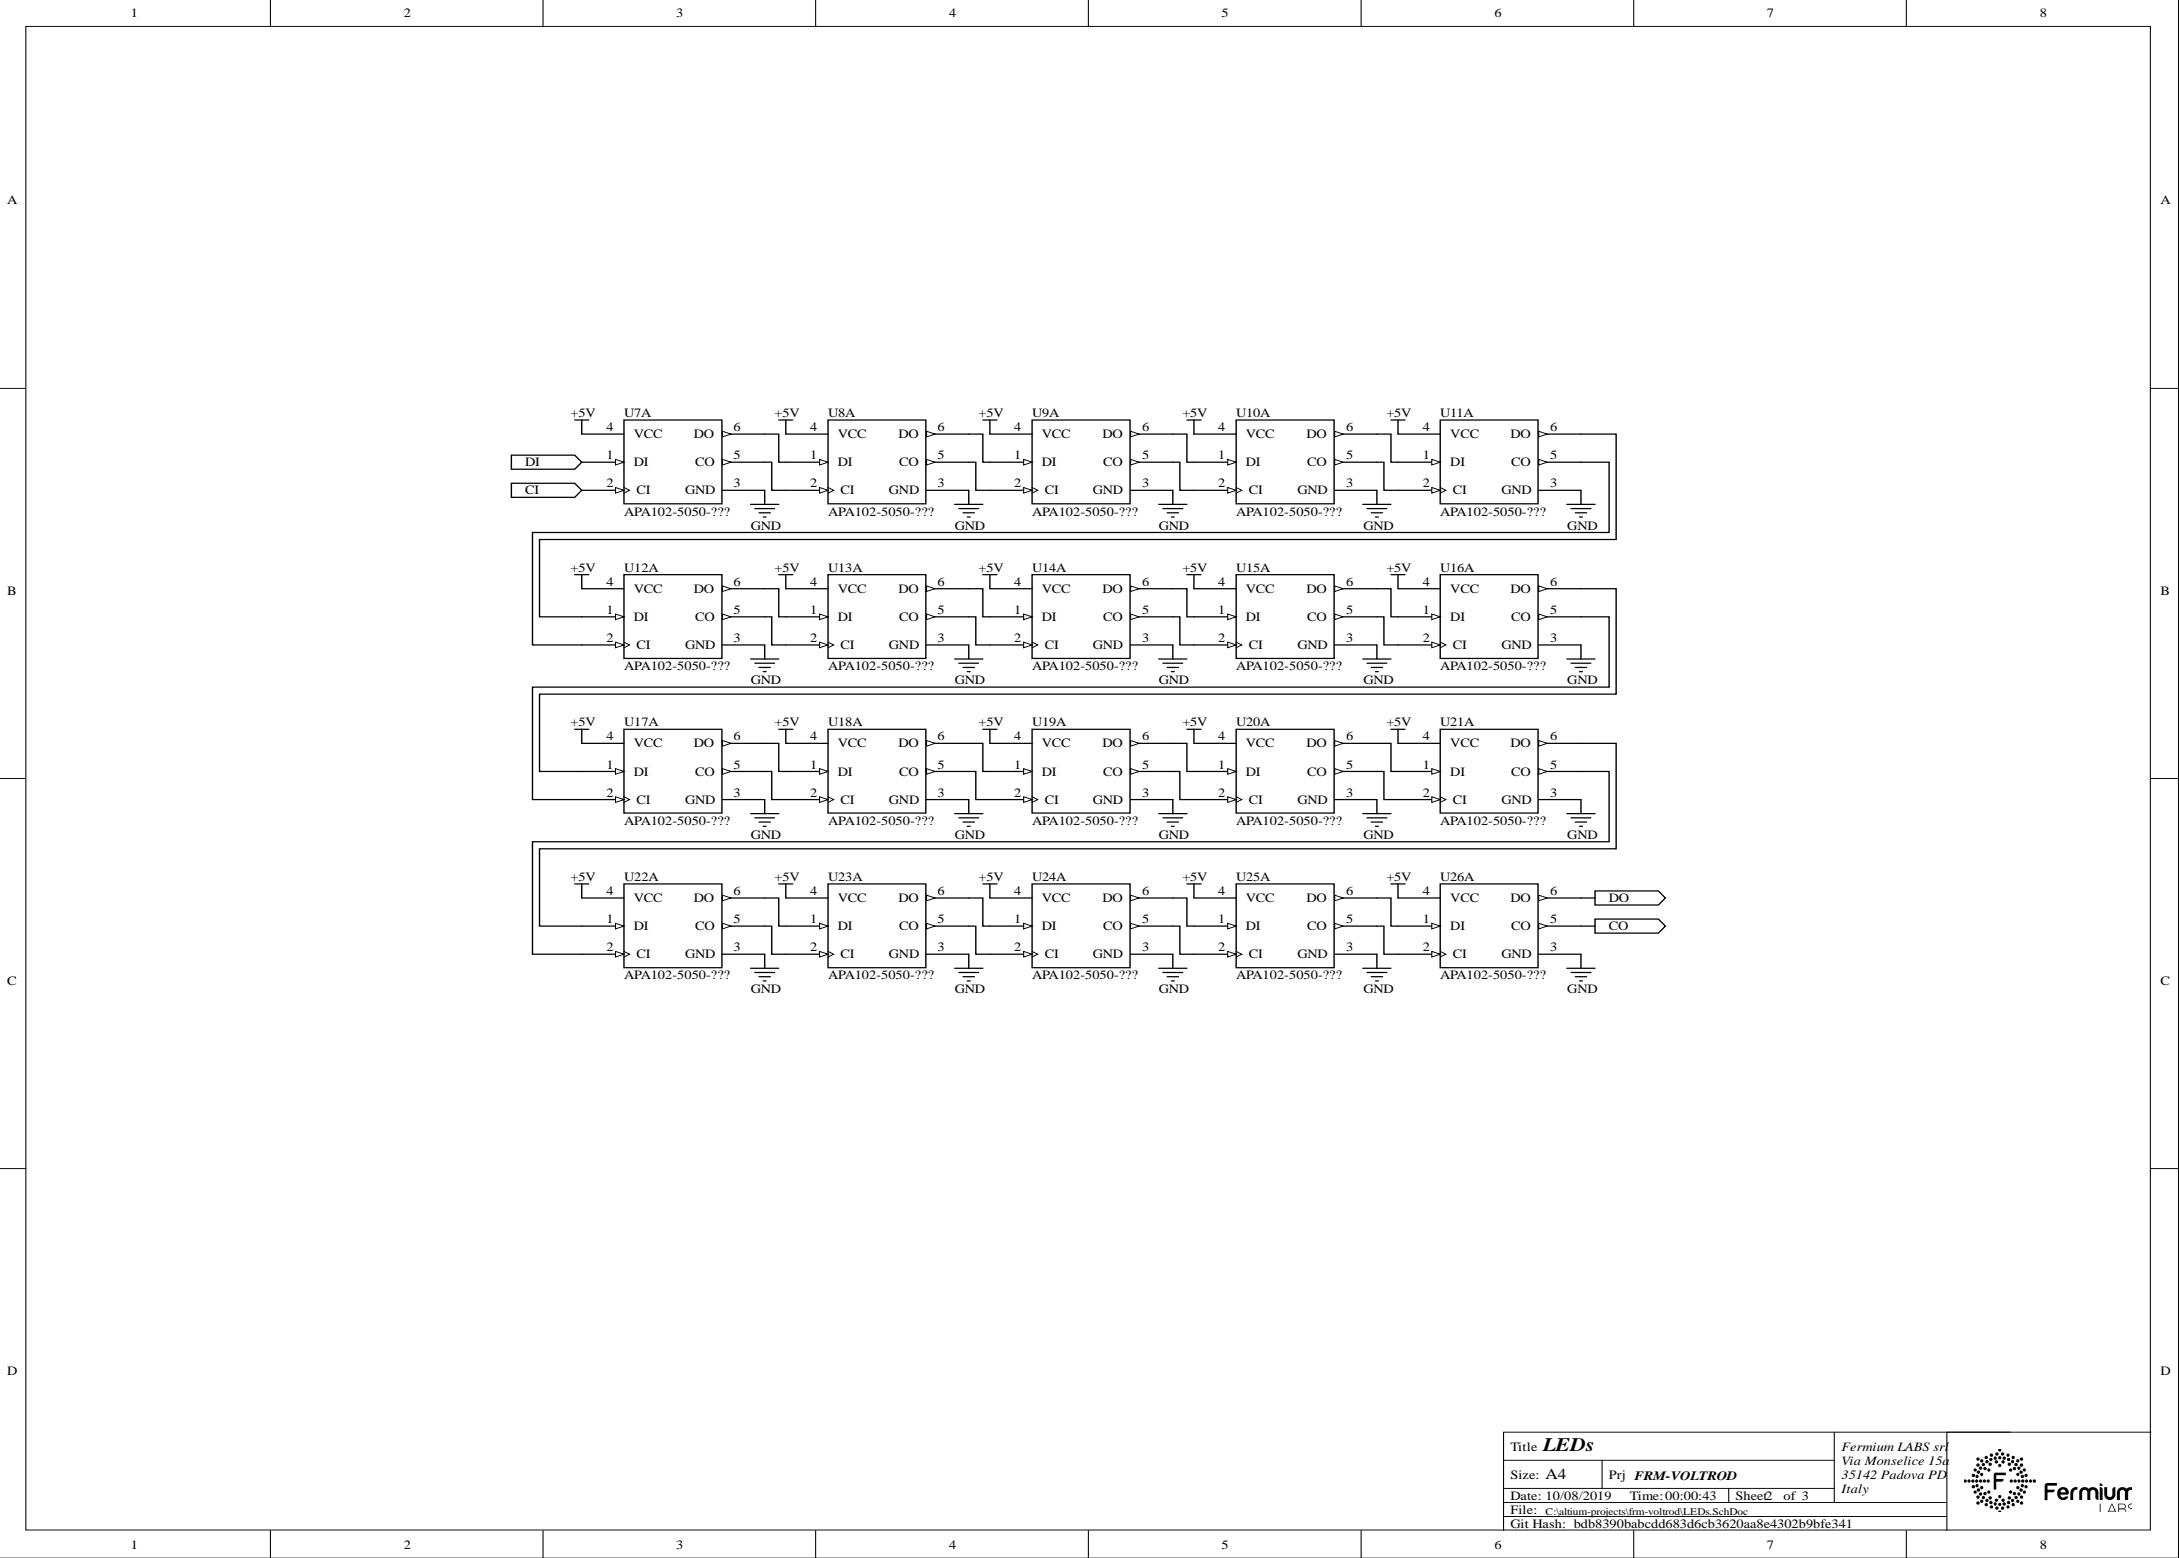 1 2 3 4 5 6 7 8
A A
+5V U7A +5V U8A +5V U9A +5V U10A +5V U11A
4 VCC DO 6 4 VCC DO 6 4 VCC DO 6 4 VCC DO 6 4 VCC DO 6
DI 1 DI CO 5 1 DI CO 5 1 DI CO 5 1 DI CO 5 1 DI CO 5
CI 2 CI GND 3 2 CI GND 3 2 CI GND 3 2 CI GND 3 2 CI GND 3
APA102-5050-??? APA102-5050-??? APA102-5050-??? APA102-5050-??? APA102-5050-???
GND GND GND GND GND
+5V U12A +5V U13A +5V U14A +5V U15A +5V U16A
4 VCC DO 6 4 VCC DO 6 4 VCC DO 6 4 VCC DO 6 4 VCC DO 6
B B
1 DI CO 5 1 DI CO 5 1 DI CO 5 1 DI CO 5 1 DI CO 5
2 CI GND 3 2 CI GND 3 2 CI GND 3 2 CI GND 3 2 CI GND 3
APA102-5050-??? APA102-5050-??? APA102-5050-??? APA102-5050-??? APA102-5050-???
GND GND GND GND GND
+5V U17A +5V U18A +5V U19A +5V U20A +5V U21A
4 VCC DO 6 4 VCC DO 6 4 VCC DO 6 4 VCC DO 6 4 VCC DO 6
1 DI CO 5 1 DI CO 5 1 DI CO 5 1 DI CO 5 1 DI CO 5
2 CI GND 3 2 CI GND 3 2 CI GND 3 2 CI GND 3 2 CI GND 3
APA102-5050-??? APA102-5050-??? APA102-5050-??? APA102-5050-??? APA102-5050-???
GND GND GND GND GND
+5V U22A +5V U23A +5V U24A +5V U25A +5V U26A
4 VCC DO 6 4 VCC DO 6 4 VCC DO 6 4 VCC DO 6 4 VCC DO 6 DO
1 DI CO 5 1 DI CO 5 1 DI CO 5 1 DI CO 5 1 DI CO 5 CO
2 CI GND 3 2 CI GND 3 2 CI GND 3 2 CI GND 3 2 CI GND 3
APA102-5050-??? APA102-5050-??? APA102-5050-??? APA102-5050-??? APA102-5050-???
GND GND GND GND GND
C C
D D
Title LEDs
Size: A4 Prj FRM-VOLTROD
Date: 10/08/2019 Time: 00:00:43 Sheet2 of 3
File: C:\altium-projects\frm-voltrod\LEDs.SchDoc
Git Hash: bdb8390babcdd683d6cb3620aa8e4302b9bfe341
Fermium LABS srl
Via Monselice 15a
35142 Padova PD
Italy
F
Fermium
LABS
1 2 3 4 5 6 7 8